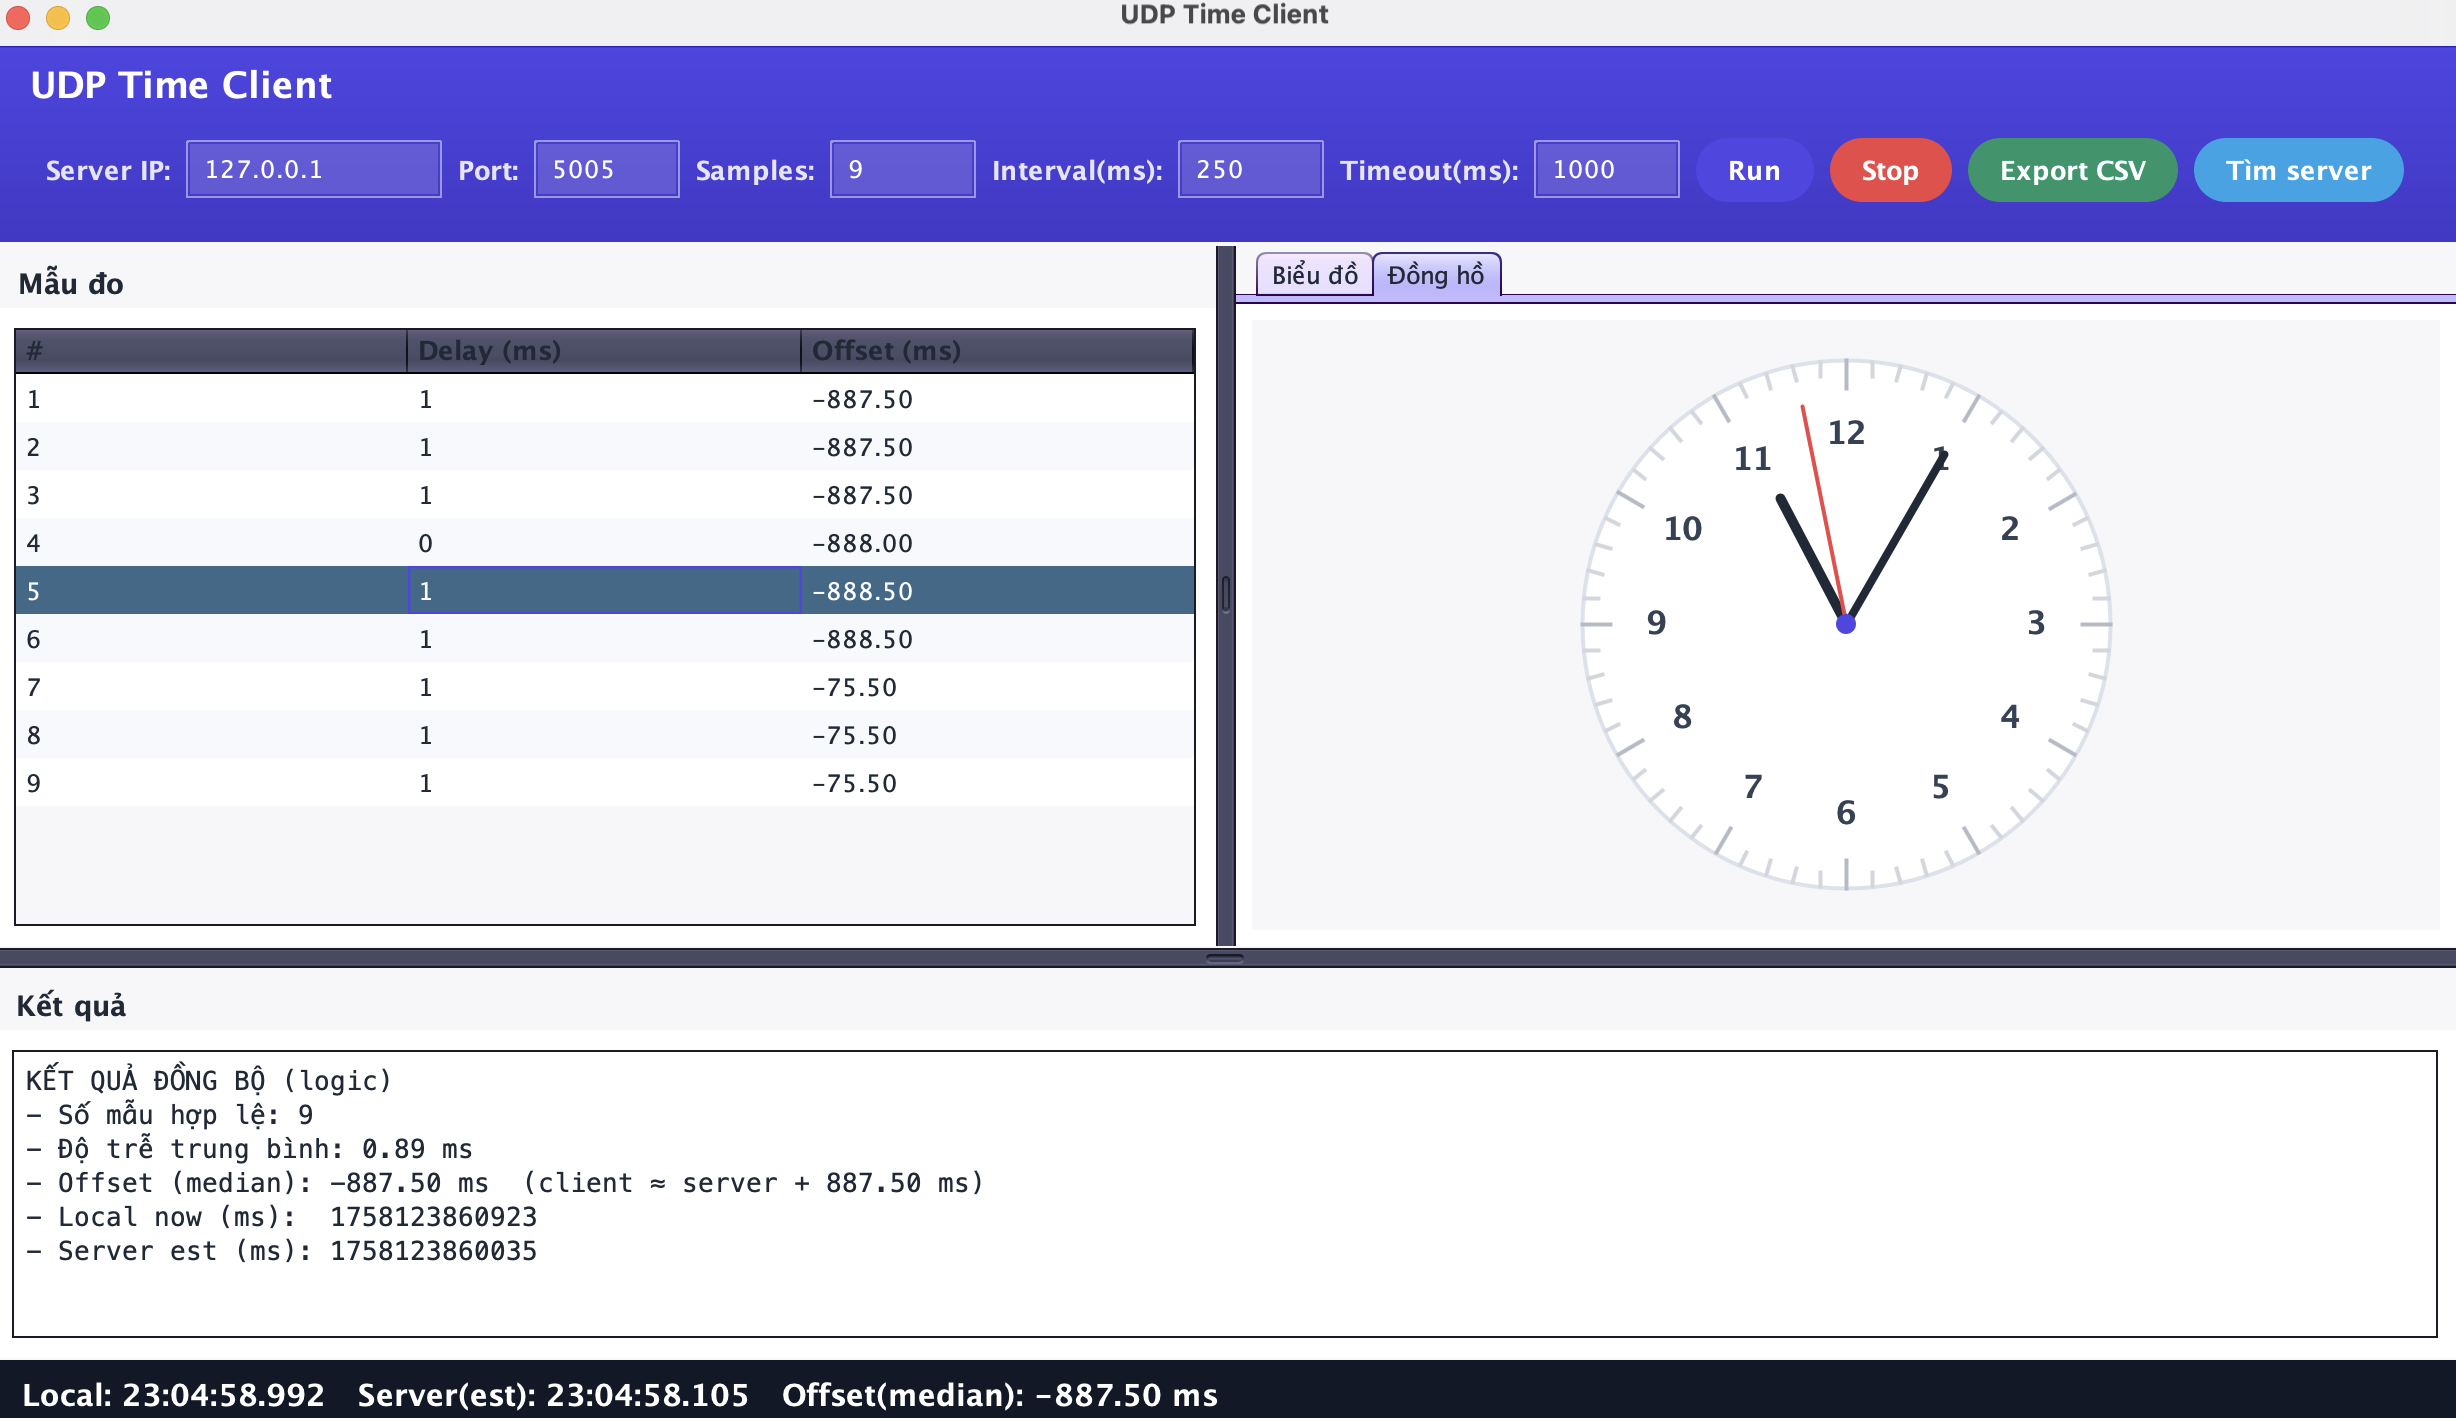 UDP Time Client
UDP Time Client
Server IP: 127.0.0.1 Port: 5005 Samples: 9 Interval(ms): 250 Timeout(ms): 1000 Run Stop Export CSV Tìm server
Mẫu đo
Biểu đồ Đồng hồ
# Delay (ms) Offset (ms)
1 1 -887.50
2 1 -887.50
3 1 -887.50
4 0 -888.00
5 1 -888.50
6 1 -888.50
7 1 -75.50
8 1 -75.50
9 1 -75.50
12
11 1
10 2
9 3
8 4
7 5
6
Kết quả
KẾT QUẢ ĐỒNG BỘ (logic)
- Số mẫu hợp lệ: 9
- Độ trễ trung bình: 0.89 ms
- Offset (median): -887.50 ms (client ≈ server + 887.50 ms)
- Local now (ms): 1758123860923
- Server est (ms): 1758123860035
Local: 23:04:58.992 Server(est): 23:04:58.105 Offset(median): -887.50 ms